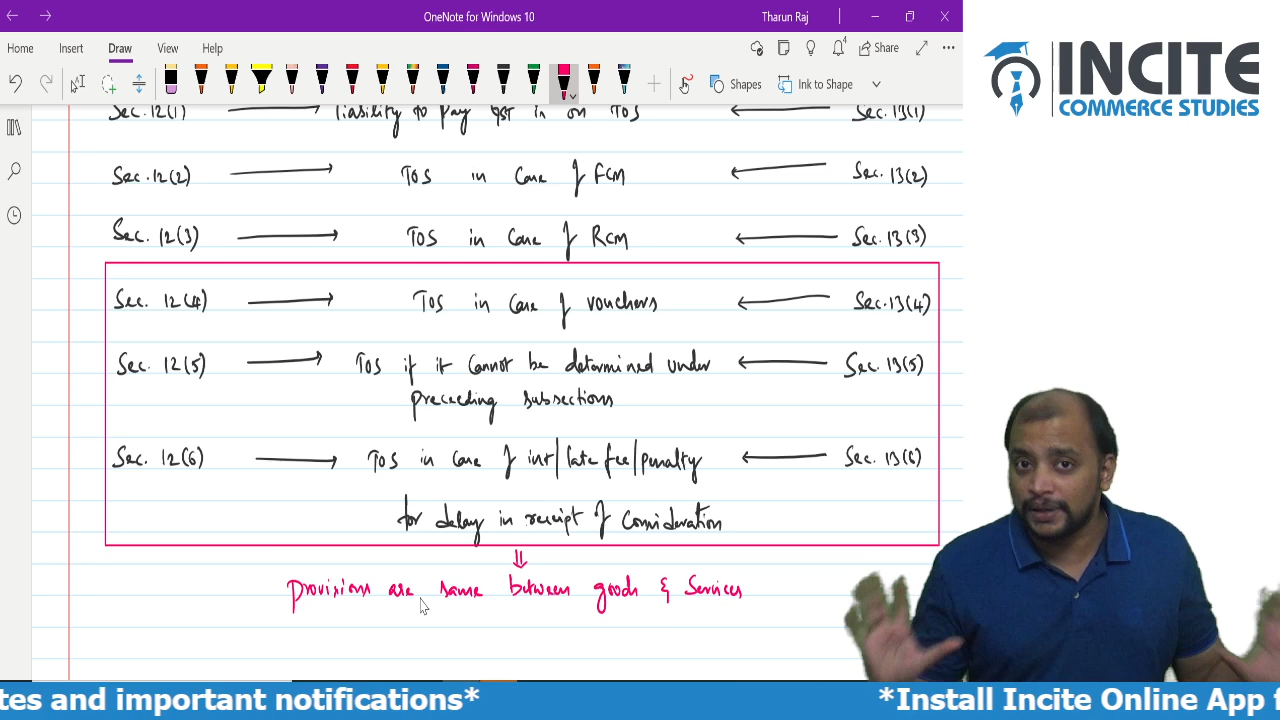 OneNote for Windows 10
Tharun Raj
Home Insert Draw View Help
4
Share
Shapes
Ink to Shape
INCITE
COMMERCE STUDIES
Sec.12(1) liability to pay GST in on TOS Sec.13(1)
Sec.12(2) TOS in Case of FCM Sec.13(2)
Sec.12(3) TOS in Case of RCM Sec.13(3)
Sec. 12(4) TOS in Case of vouchers Sec.13(4)
Sec. 12(5) TOS if it Cannot be determined under Sec. 13(5)
preceeding subsections
Sec. 12(6) TOS in Case of int/late fee/penalty Sec. 13(6)
for delay in receipt of Consideration
Provisions are same between goods & Services
tes and important notifications* *Install Incite Online App f